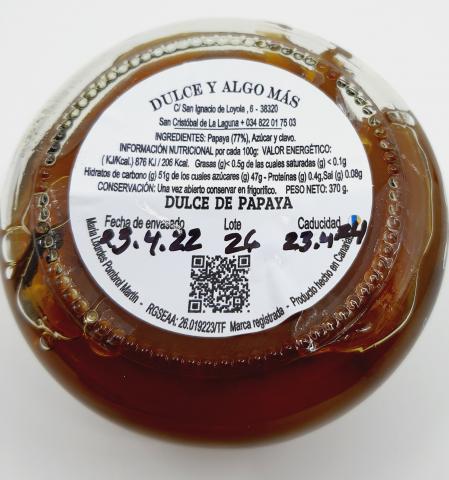 DULCE Y ALGO MÁS
C/ San Ignacio de Loyola , 6 - 38320
San Cristóbal de La Laguna + 034 822 01 75 03
INGREDIENTES: Papaya (77%), Azúcar y clavo.
INFORMACIÓN NUTRICIONAL por cada 100g: VALOR ENERGÉTICO:
( KJ/Kcal.) 876 KJ / 206 Kcal. Grasas (g)< 0.5g de las cuales saturadas (g) < 0.1g
Hidratos de carbono (g) 51g de los cuales azúcares (g) 47g - Proteínas (g) 0.4g,Sal (g) 0.08g
CONSERVACIÓN: Una vez abierto conservar en frigorífico. PESO NETO: 370 g.
DULCE DE PAPAYA
Fecha de envasado Lote Caducidad
23.4.22 26 23.4.24
María Lourdes Pombrol Martín - RGSEAA: 26.019223/TF Marca registrada - Producto hecho en Canarias